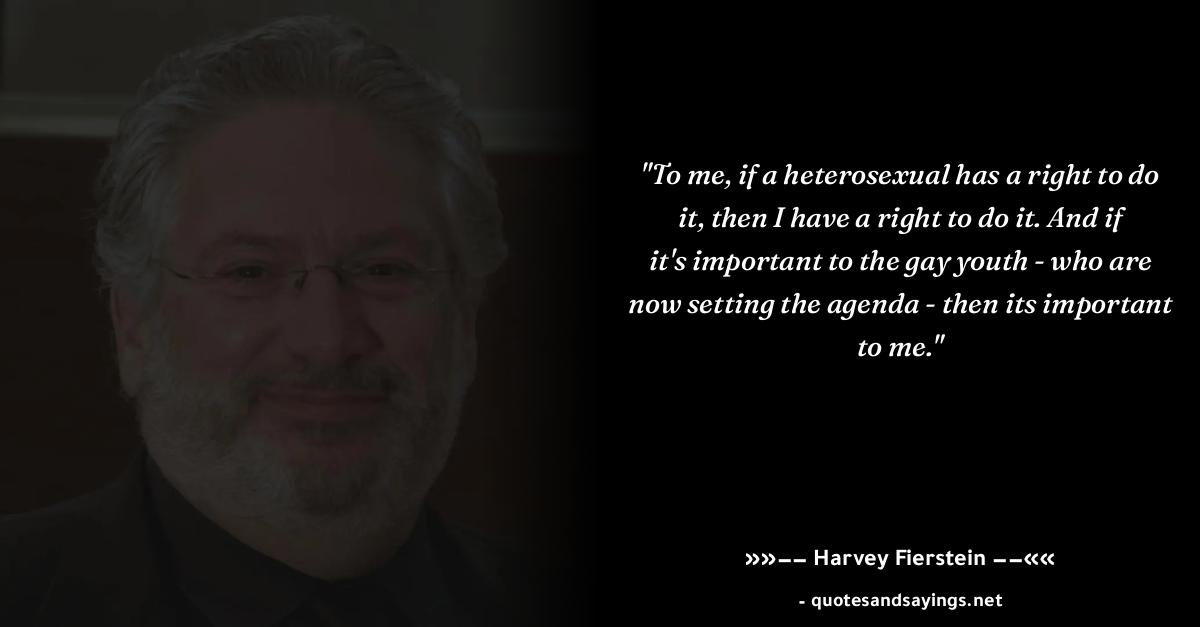 "To me, if a heterosexual has a right to do
it, then I have a right to do it. And if
it's important to the gay youth - who are
now setting the agenda - then its important
to me."
»»−− Harvey Fierstein −−««
- quotesandsayings.net